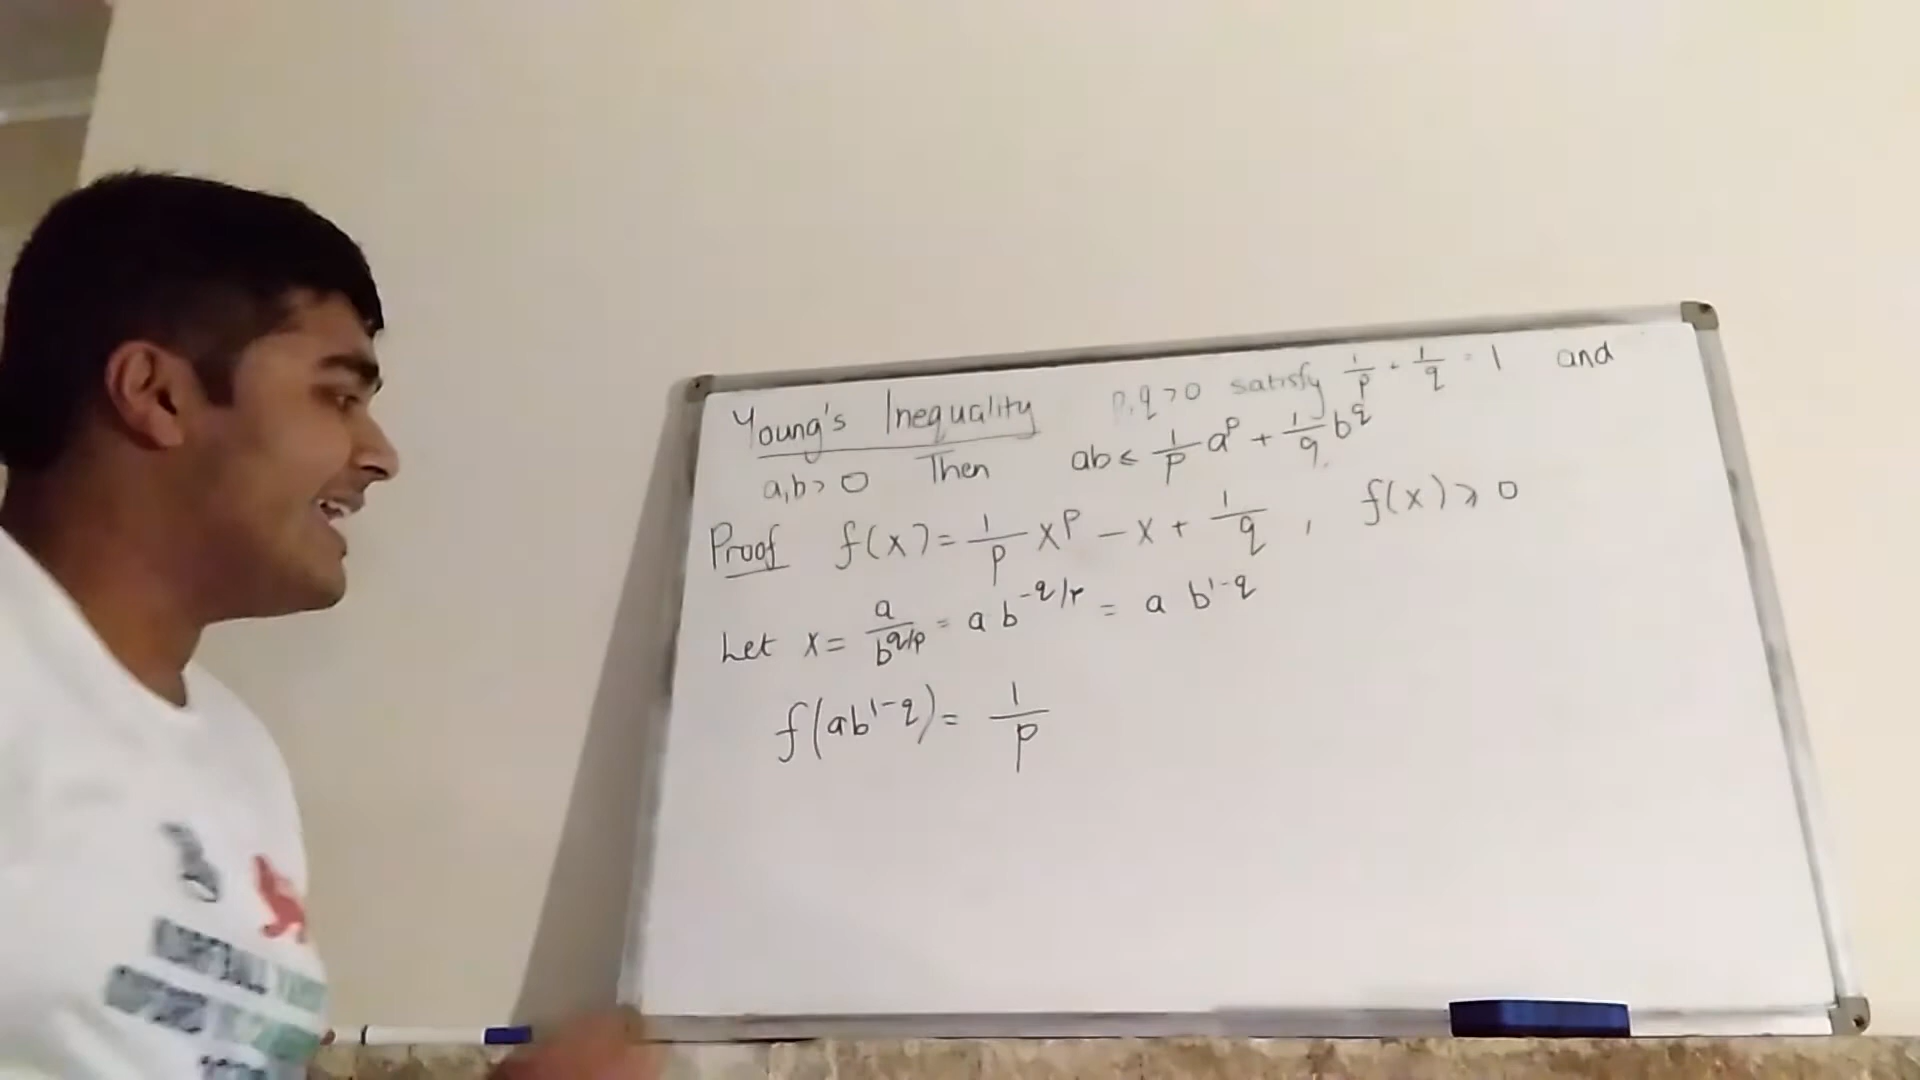 Young's Inequality p,q > 0 satisfy 1/p + 1/q = 1 and
a,b > 0 Then ab ≤ 1/p a^p + 1/q b^q
Proof f(x) = 1/p x^p - x + 1/q , f(x) ≥ 0
Let x = a/b^(q/p) = a b^(-q/p) = a b^(1-q)
f(ab^(1-q)) = 1/p